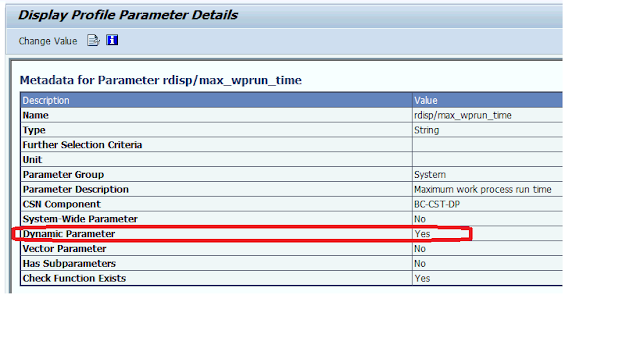 Display Profile Parameter Details
Change Value
Metadata for Parameter rdisp/max_wprun_time
Description Value
Name rdisp/max_wprun_time
Type String
Further Selection Criteria
Unit
Parameter Group System
Parameter Description Maximum work process run time
CSN Component BC-CST-DP
System-Wide Parameter No
Dynamic Parameter Yes
Vector Parameter No
Has Subparameters No
Check Function Exists Yes